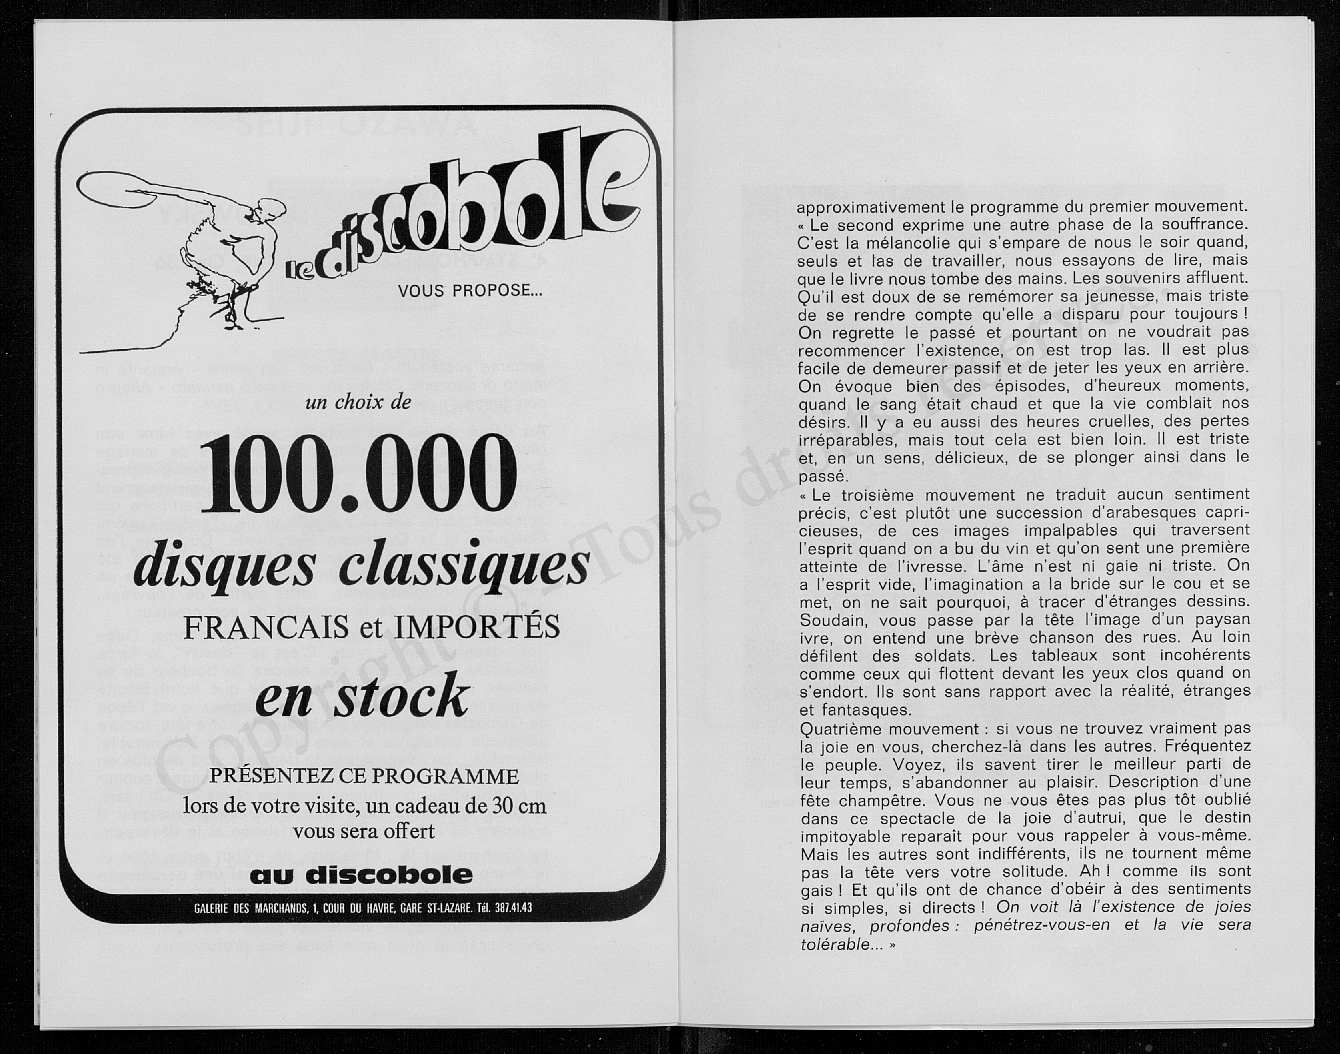 le discobole
VOUS PROPOSE...
un choix de
100.000
disques classiques
FRANCAIS et IMPORTÉS
en stock
PRÉSENTEZ CE PROGRAMME
lors de votre visite, un cadeau de 30 cm
vous sera offert
au discobole
GALERIE DES MARCHANDS, 1, COUR DU HAVRE, GARE ST-LAZARE. Tél. 387.41.43
approximativement le programme du premier mouvement.
« Le second exprime une autre phase de la souffrance.
C'est la mélancolie qui s'empare de nous le soir quand,
seuls et las de travailler, nous essayons de lire, mais
que le livre nous tombe des mains. Les souvenirs affluent.
Qu'il est doux de se remémorer sa jeunesse, mais triste
de se rendre compte qu'elle a disparu pour toujours !
On regrette le passé et pourtant on ne voudrait pas
recommencer l'existence, on est trop las. Il est plus
facile de demeurer passif et de jeter les yeux en arrière.
On évoque bien des épisodes, d'heureux moments,
quand le sang était chaud et que la vie comblait nos
désirs. Il y a eu aussi des heures cruelles, des pertes
irréparables, mais tout cela est bien loin. Il est triste
et, en un sens, délicieux, de se plonger ainsi dans le
passé.
« Le troisième mouvement ne traduit aucun sentiment
précis, c'est plutôt une succession d'arabesques capri-
cieuses, de ces images impalpables qui traversent
l'esprit quand on a bu du vin et qu'on sent une première
atteinte de l'ivresse. L'âme n'est ni gaie ni triste. On
a l'esprit vide, l'imagination a la bride sur le cou et se
met, on ne sait pourquoi, à tracer d'étranges dessins.
Soudain, vous passe par la tête l'image d'un paysan
ivre, on entend une brève chanson des rues. Au loin
défilent des soldats. Les tableaux sont incohérents
comme ceux qui flottent devant les yeux clos quand on
s'endort. Ils sont sans rapport avec la réalité, étranges
et fantasques.
Quatrième mouvement : si vous ne trouvez vraiment pas
la joie en vous, cherchez-là dans les autres. Fréquentez
le peuple. Voyez, ils savent tirer le meilleur parti de
leur temps, s'abandonner au plaisir. Description d'une
fête champêtre. Vous ne vous êtes pas plus tôt oublié
dans ce spectacle de la joie d'autrui, que le destin
impitoyable reparait pour vous rappeler à vous-même.
Mais les autres sont indifférents, ils ne tournent même
pas la tête vers votre solitude. Ah ! comme ils sont
gais ! Et qu'ils ont de chance d'obéir à des sentiments
si simples, si directs ! On voit là l'existence de joies
naïves, profondes : pénétrez-vous-en et la vie sera
tolérable... »
Copyright © Tous droits réservés